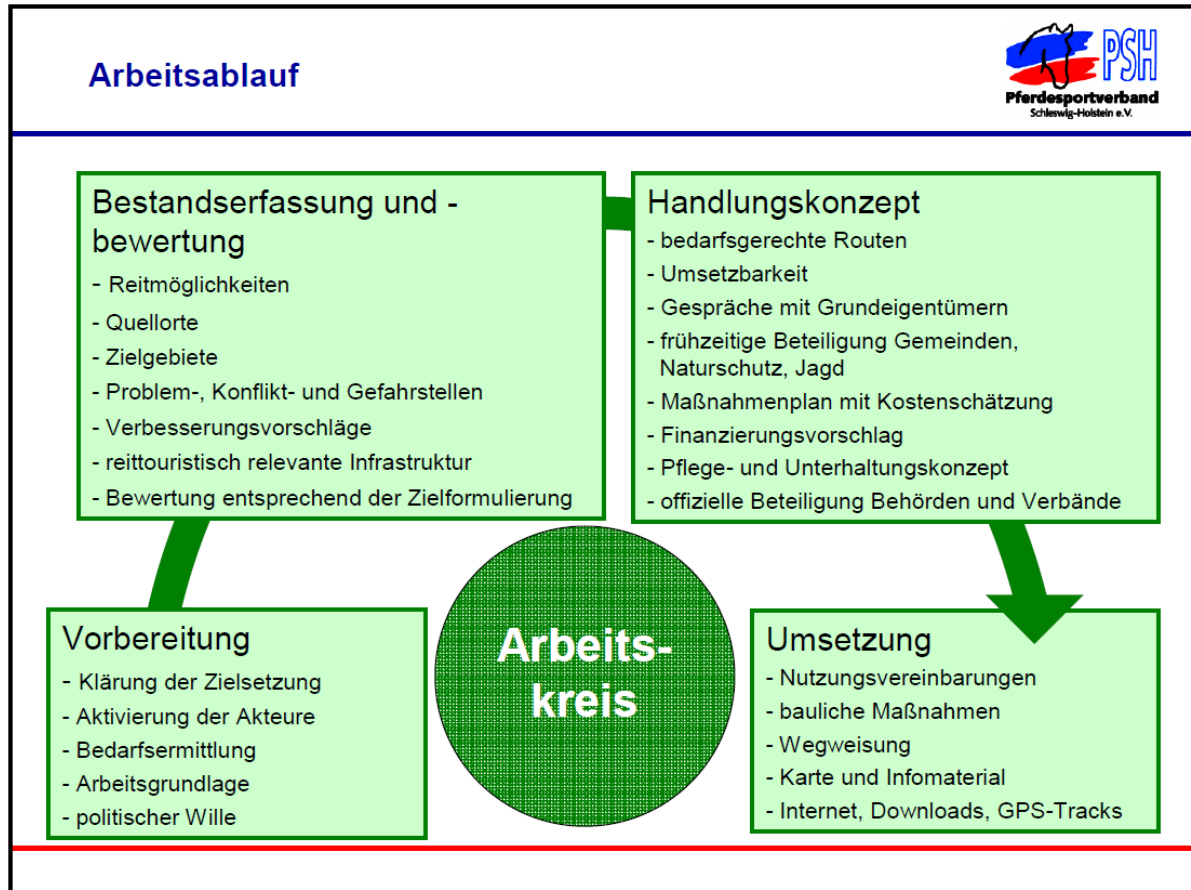 Arbeitsablauf
PSH
Pferdesportverband
Schleswig-Holstein e.V.
Bestandserfassung und -
bewertung
- Reitmöglichkeiten
- Quellorte
- Zielgebiete
- Problem-, Konflikt- und Gefahrstellen
- Verbesserungsvorschläge
- reittouristisch relevante Infrastruktur
- Bewertung entsprechend der Zielformulierung
Handlungskonzept
- bedarfsgerechte Routen
- Umsetzbarkeit
- Gespräche mit Grundeigentümern
- frühzeitige Beteiligung Gemeinden,
Naturschutz, Jagd
- Maßnahmenplan mit Kostenschätzung
- Finanzierungsvorschlag
- Pflege- und Unterhaltungskonzept
- offizielle Beteiligung Behörden und Verbände
Vorbereitung
- Klärung der Zielsetzung
- Aktivierung der Akteure
- Bedarfsermittlung
- Arbeitsgrundlage
- politischer Wille
Arbeits-
kreis
Umsetzung
- Nutzungsvereinbarungen
- bauliche Maßnahmen
- Wegweisung
- Karte und Infomaterial
- Internet, Downloads, GPS-Tracks